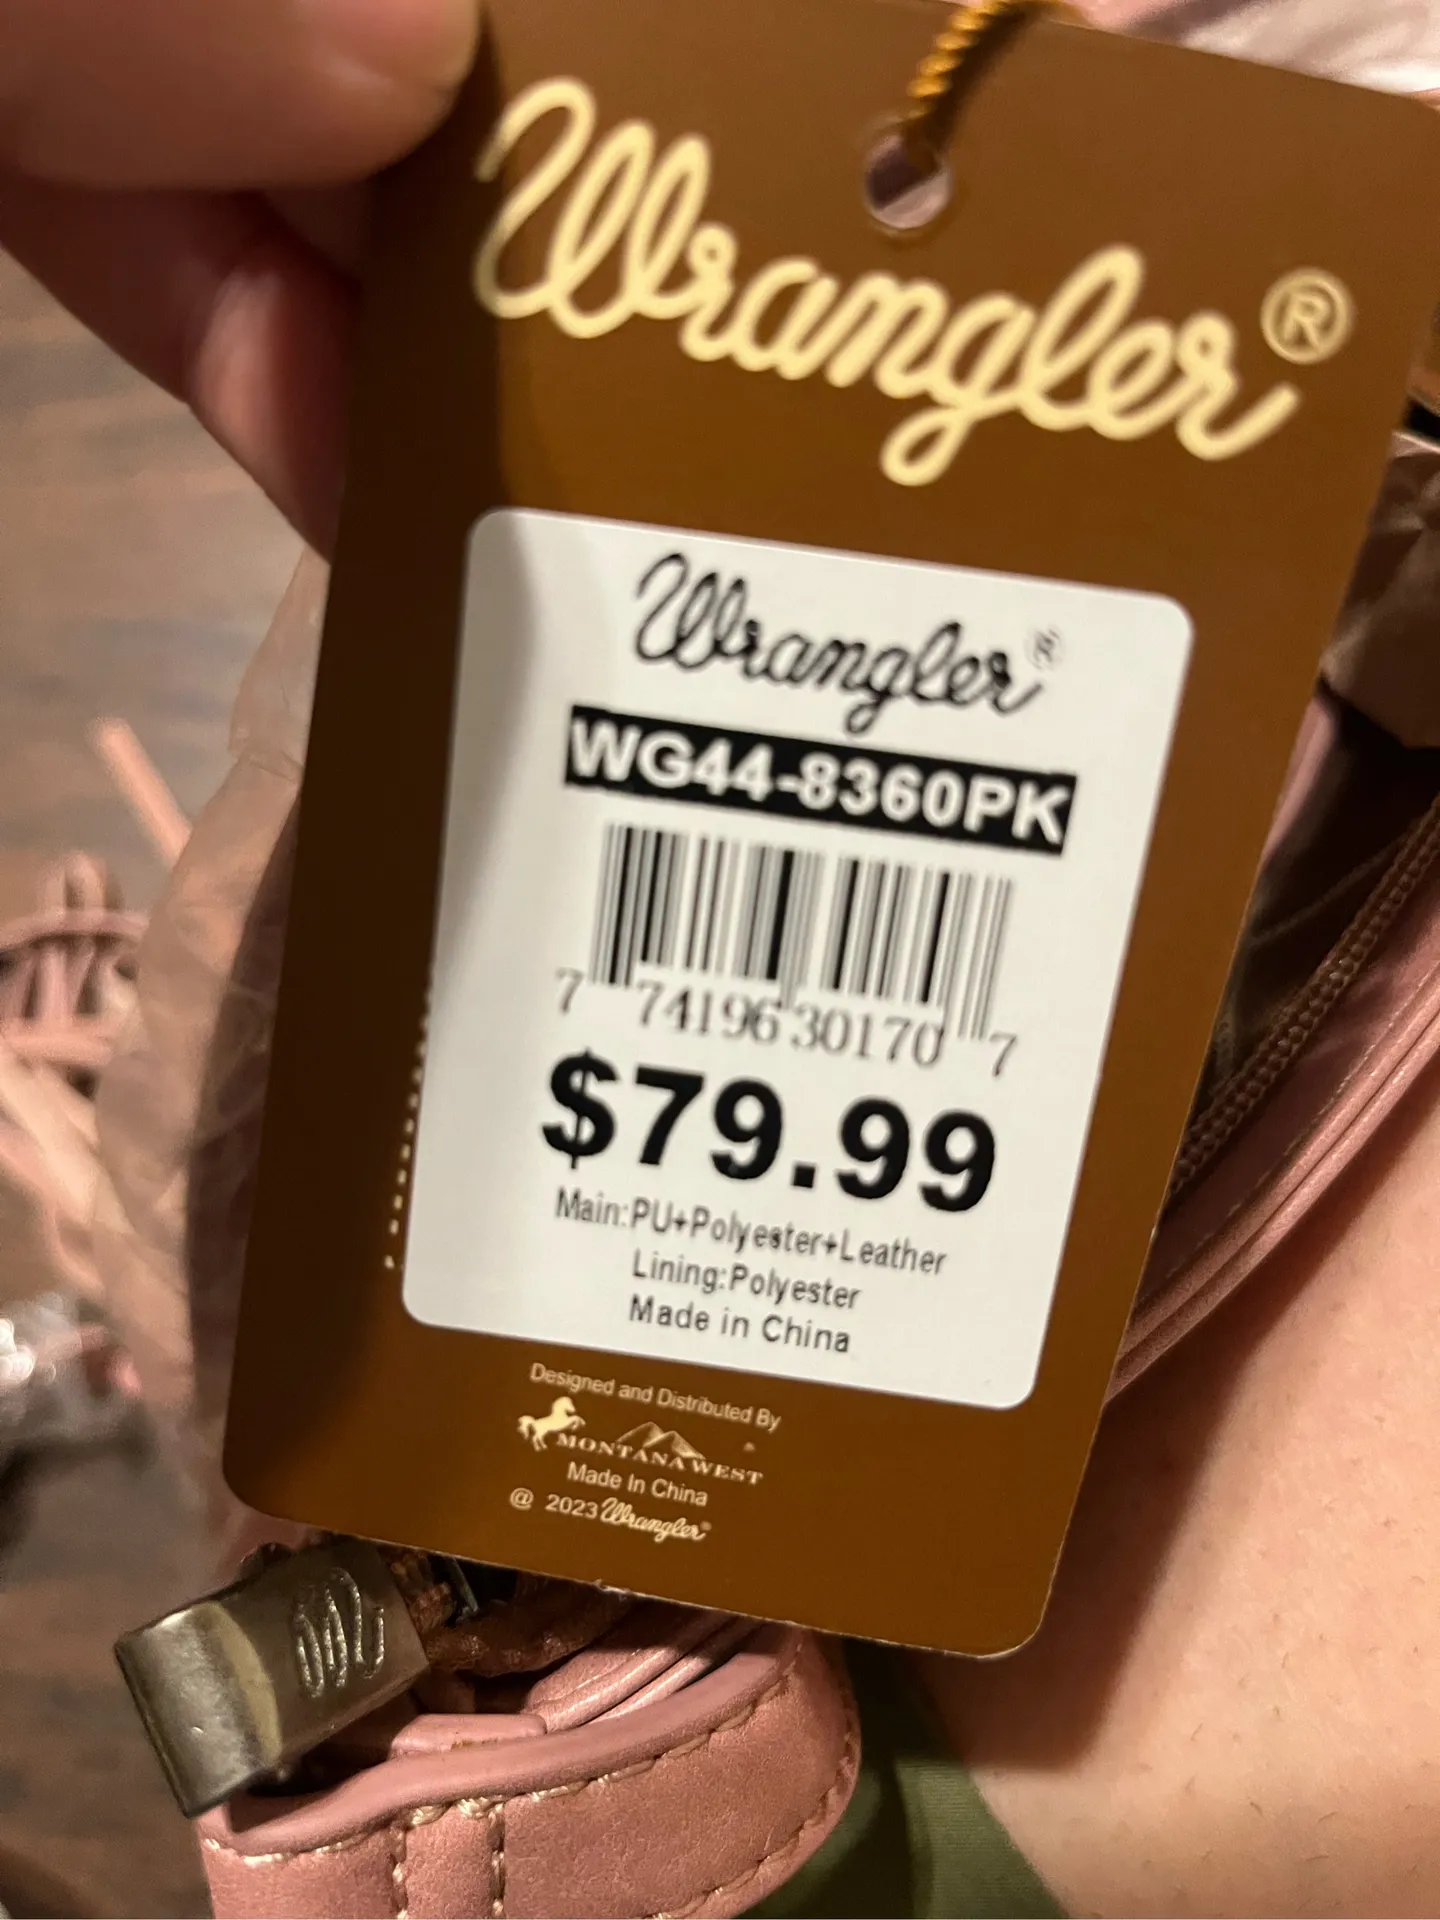 Wrangler®
Wrangler®
WG44-8360PK
7 74196 30170 7
$79.99
Main:PU+Polyester+Leather
Lining:Polyester
Made in China
Designed and Distributed By
MONTANA WEST
Made In China
@ 2023 Wrangler®
W